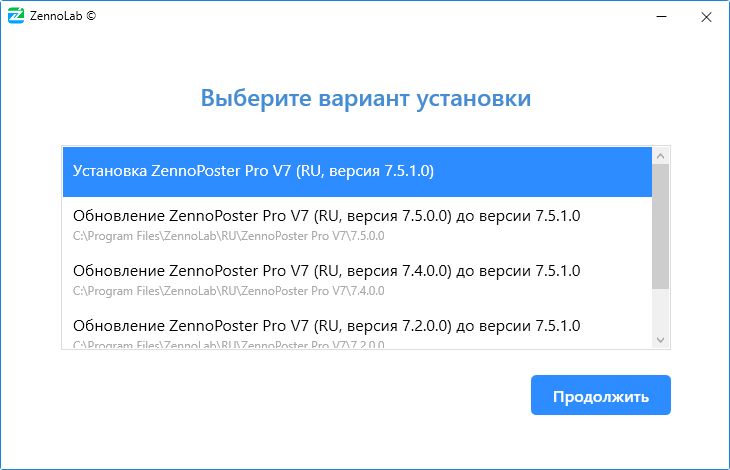 ZennoLab ©
Выберите вариант установки
Установка ZennoPoster Pro V7 (RU, версия 7.5.1.0)
Обновление ZennoPoster Pro V7 (RU, версия 7.5.0.0) до версии 7.5.1.0
C:\Program Files\ZennoLab\RU\ZennoPoster Pro V7\7.5.0.0
Обновление ZennoPoster Pro V7 (RU, версия 7.4.0.0) до версии 7.5.1.0
C:\Program Files\ZennoLab\RU\ZennoPoster Pro V7\7.4.0.0
Обновление ZennoPoster Pro V7 (RU, версия 7.2.0.0) до версии 7.5.1.0
C:\Program Files\ZennoLab\RU\ZennoPoster Pro V7\7.2.0.0
Продолжить